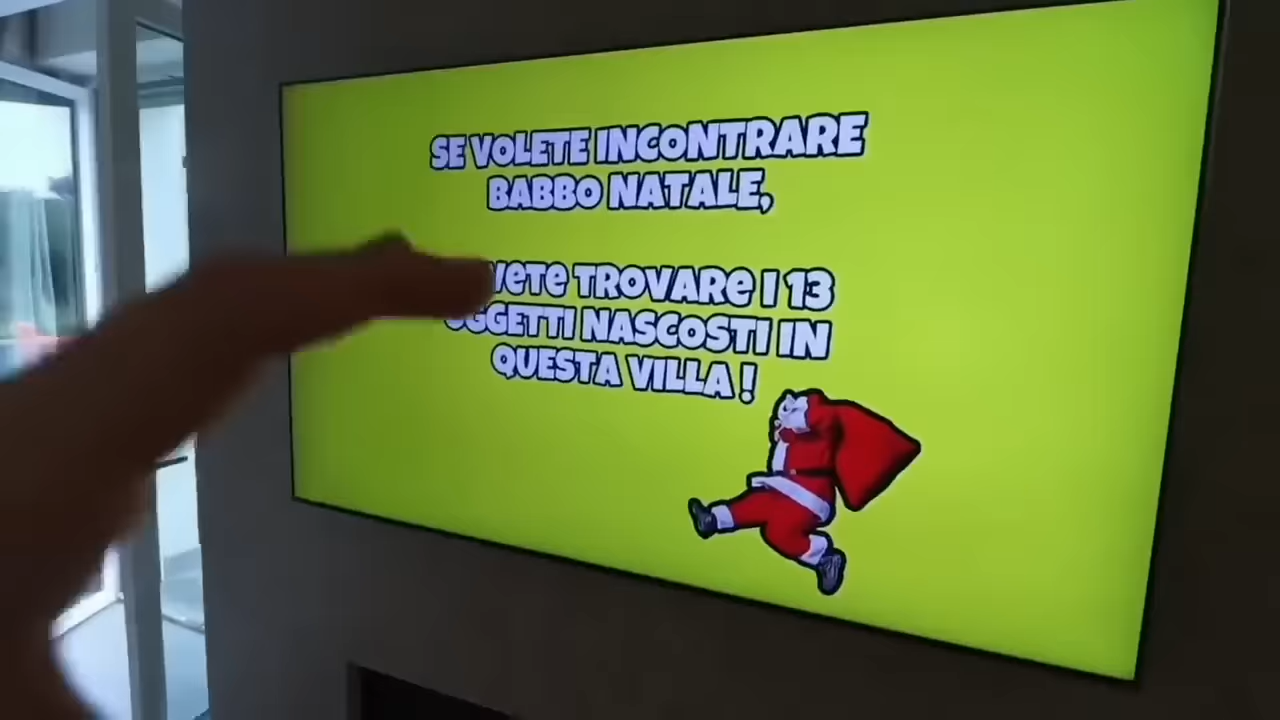 SE VOLETE INCONTRARE
BABBO NATALE,
TROVARE I 13
OGGETTI NASCOSTI IN
QUESTA VILLA !